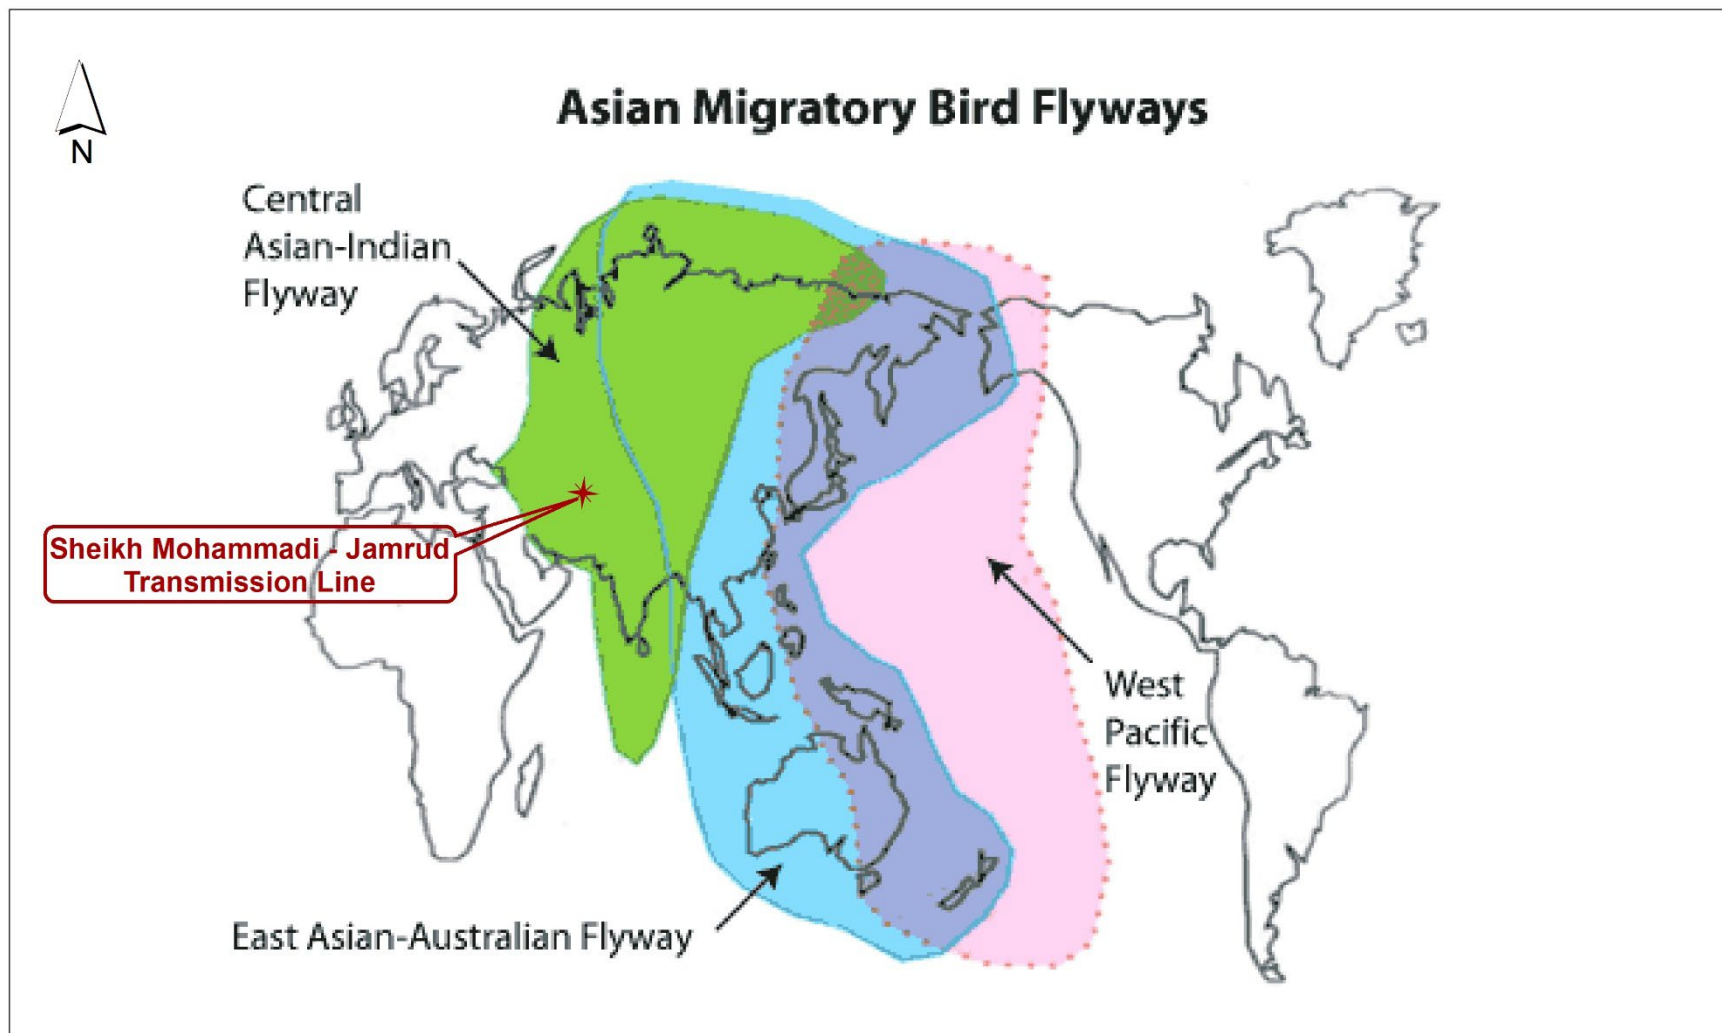 Asian Migratory Bird Flyways
N
Central
Asian-Indian
Flyway
Sheikh Mohammadi - Jamrud
Transmission Line
West
Pacific
Flyway
East Asian-Australian Flyway